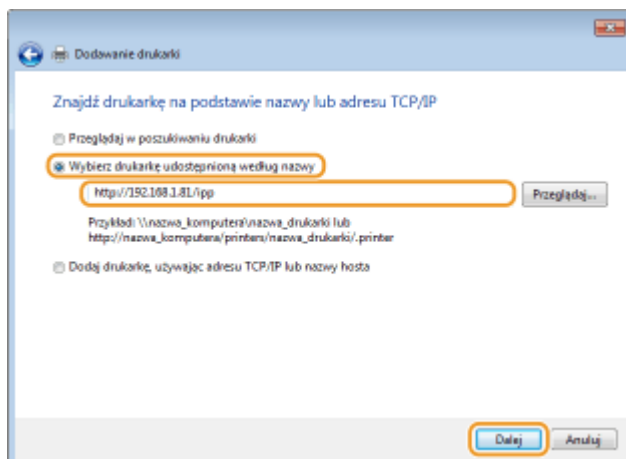 Dodawanie drukarki
Znajdź drukarkę na podstawie nazwy lub adresu TCP/IP
Przeglądaj w poszukiwaniu drukarki
Wybierz drukarkę udostępnioną według nazwy
http://192.168.1.81/ipp
Przeglądaj...
Przykład: \\nazwa_komputera\nazwa_drukarki lub
http://nazwa_komputera/printers/nazwa_drukarki/.printer
Dodaj drukarkę, używając adresu TCP/IP lub nazwy hosta
Dalej
Anuluj